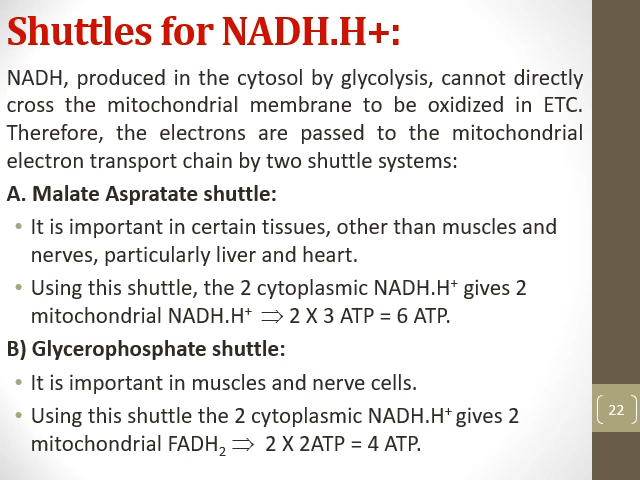 Shuttles for NADH.H+:
NADH, produced in the cytosol by glycolysis, cannot directly
cross the mitochondrial membrane to be oxidized in ETC.
Therefore, the electrons are passed to the mitochondrial
electron transport chain by two shuttle systems:
A. Malate Aspratate shuttle:
• It is important in certain tissues, other than muscles and
nerves, particularly liver and heart.
• Using this shuttle, the 2 cytoplasmic NADH.H⁺ gives 2
mitochondrial NADH.H⁺ ⇒ 2 X 3 ATP = 6 ATP.
B) Glycerophosphate shuttle:
• It is important in muscles and nerve cells.
• Using this shuttle the 2 cytoplasmic NADH.H⁺ gives 2
mitochondrial FADH₂ ⇒ 2 X 2ATP = 4 ATP.
22